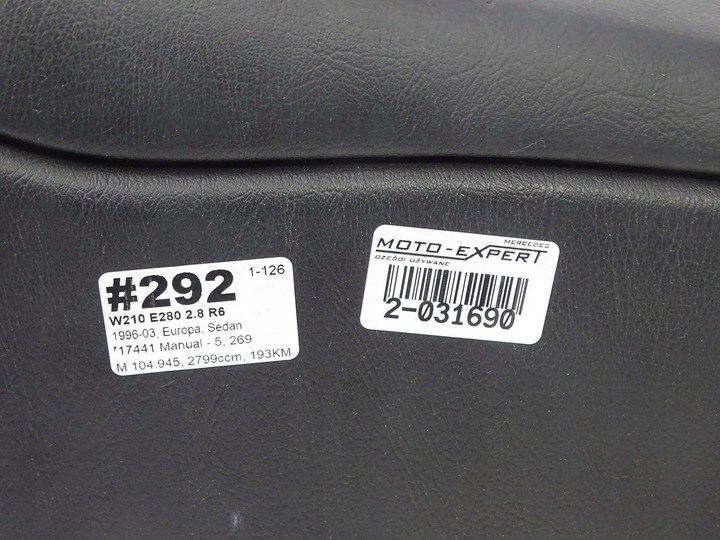 #292 1-126
W210 E280 2.8 R6
1996-03, Europa, Sedan
717441 Manual - 5, 269
M 104.945, 2799ccm, 193KM
MERCEDES
MOTO-EXPERT
CZĘŚCI UŻYWANE
2-031690